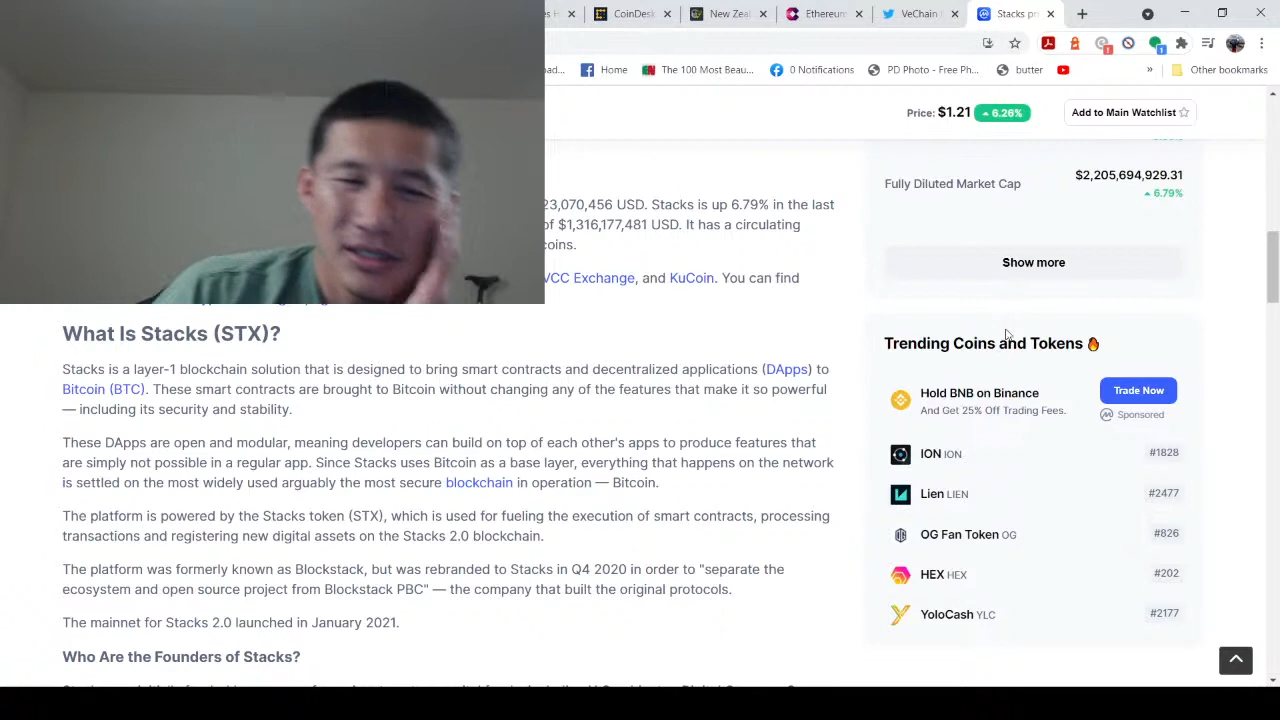 CoinDesk
New Zea
Ethereum
VeChain
Stacks pr
Home
The 100 Most Beau...
0 Notifications
PD Photo - Free Ph...
butter
Other bookmarks
Price: $1.21 6.26%
Add to Main Watchlist
Fully Diluted Market Cap
$2,205,694,929.31
6.79%
Show more
23,070,456 USD. Stacks is up 6.79% in the last
of $1,316,177,481 USD. It has a circulating
coins.
VCC Exchange, and KuCoin. You can find
What Is Stacks (STX)?
Stacks is a layer-1 blockchain solution that is designed to bring smart contracts and decentralized applications (DApps) to
Bitcoin (BTC). These smart contracts are brought to Bitcoin without changing any of the features that make it so powerful
— including its security and stability.
These DApps are open and modular, meaning developers can build on top of each other's apps to produce features that
are simply not possible in a regular app. Since Stacks uses Bitcoin as a base layer, everything that happens on the network
is settled on the most widely used arguably the most secure blockchain in operation — Bitcoin.
The platform is powered by the Stacks token (STX), which is used for fueling the execution of smart contracts, processing
transactions and registering new digital assets on the Stacks 2.0 blockchain.
The platform was formerly known as Blockstack, but was rebranded to Stacks in Q4 2020 in order to "separate the
ecosystem and open source project from Blockstack PBC" — the company that built the original protocols.
The mainnet for Stacks 2.0 launched in January 2021.
Who Are the Founders of Stacks?
Trending Coins and Tokens 🔥
Hold BNB on Binance
And Get 25% Off Trading Fees.
Trade Now
Sponsored
ION ION #1828
Lien LIEN #2477
OG Fan Token OG #826
HEX HEX #202
YoloCash YLC #2177